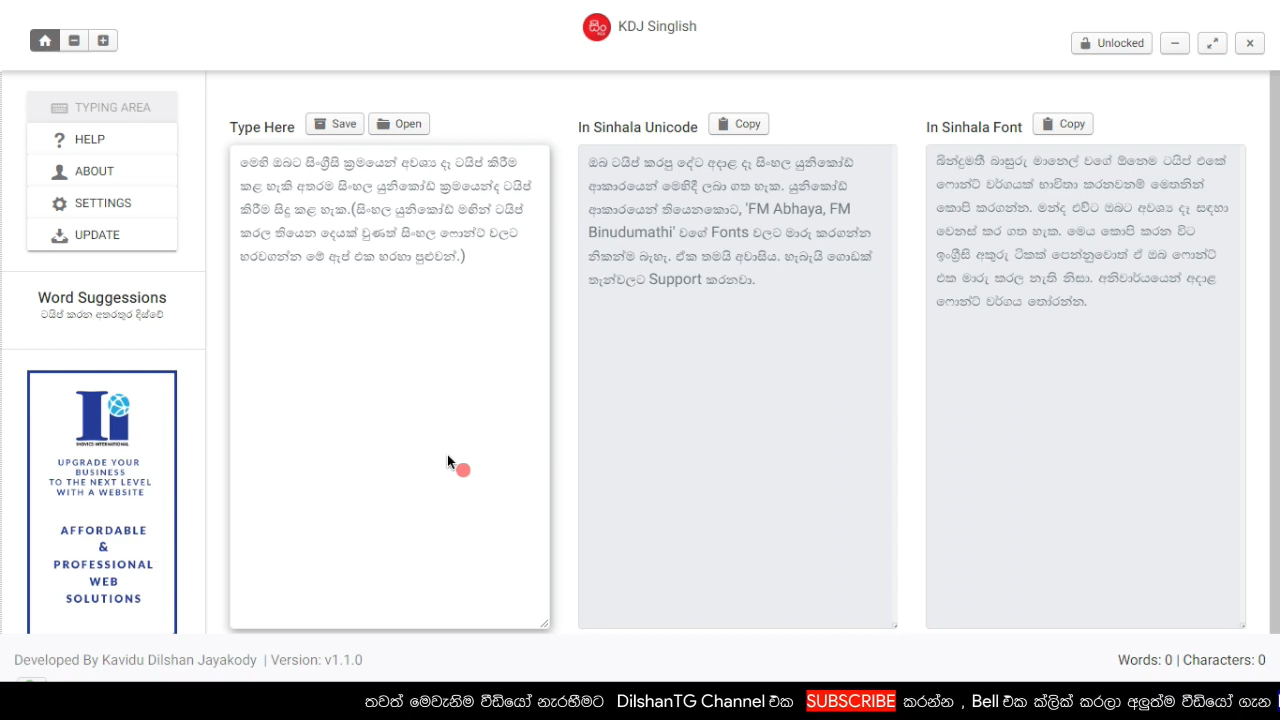 KDJ Singlish
Unlocked
TYPING AREA
HELP
ABOUT
SETTINGS
UPDATE
Word Suggessions
ටයිප් කරන අතරතුර දිස්වේ
UPGRADE YOUR
BUSINESS
TO THE NEXT LEVEL
WITH A WEBSITE
AFFORDABLE
&
PROFESSIONAL
WEB
SOLUTIONS
Type Here
Save
Open
මෙහි ඔබට සිංග්‍රීසි ක්‍රමයෙන් අවශ්‍ය දෑ ටයිප් කිරීම
කළ හැකි අතරම සිංහල යුනිකෝඩ් ක්‍රමයෙන්ද ටයිප්
කිරීම සිදු කළ හැක.(සිංහල යුනිකෝඩ් මඟින් ටයිප්
කරල තියෙන දෙයක් වුණත් සිංහල ෆොන්ට් වලට
හරවගන්න මේ ඇප් එක හරහා පුළුවන්.)
In Sinhala Unicode
Copy
ඔබ ටයිප් කරපු දේට අදාළ දෑ සිංහල යුනිකෝඩ්
ආකාරයෙන් මෙහිදී ලබා ගත හැක. යුනිකෝඩ්
ආකාරයෙන් තියෙනකොට, 'FM Abhaya, FM
Binudumathi' වගේ Fonts වලට මාරු කරගන්න
නිකන්ම බැහැ. ඒක තමයි අවාසිය. හැබැයි ගොඩක්
තැන්වලට Support කරනවා.
In Sinhala Font
Copy
බින්දුමතී බාසුරු මානෙල් වගේ ඕනෙම ටයිප් එකේ
ෆොන්ට් වර්ගයක් භාවිතා කරනවනම් මෙතනින්
කොපි කරගන්න. මන්ද එවිට ඔබට අවශ්‍ය දෑ සඳහා
වෙනස් කර ගත හැක. මෙය කොපි කරන විට
ඉංග්‍රීසි අකුරු ටිකක් පෙන්නුවොත් ඒ ඔබ ෆොන්ට්
එක මාරු කරල නැති නිසා. අනිවාර්යයෙන් අදාළ
ෆොන්ට් වර්ගය තෝරන්න.
Developed By Kavidu Dilshan Jayakody | Version: v1.1.0
Words: 0 | Characters: 0
තවත් මෙවැනිම වීඩියෝ නැරඹීමට DilshanTG Channel එක SUBSCRIBE කරන්න , Bell එක ක්ලික් කරලා අලුත්ම වීඩියෝ ගැන